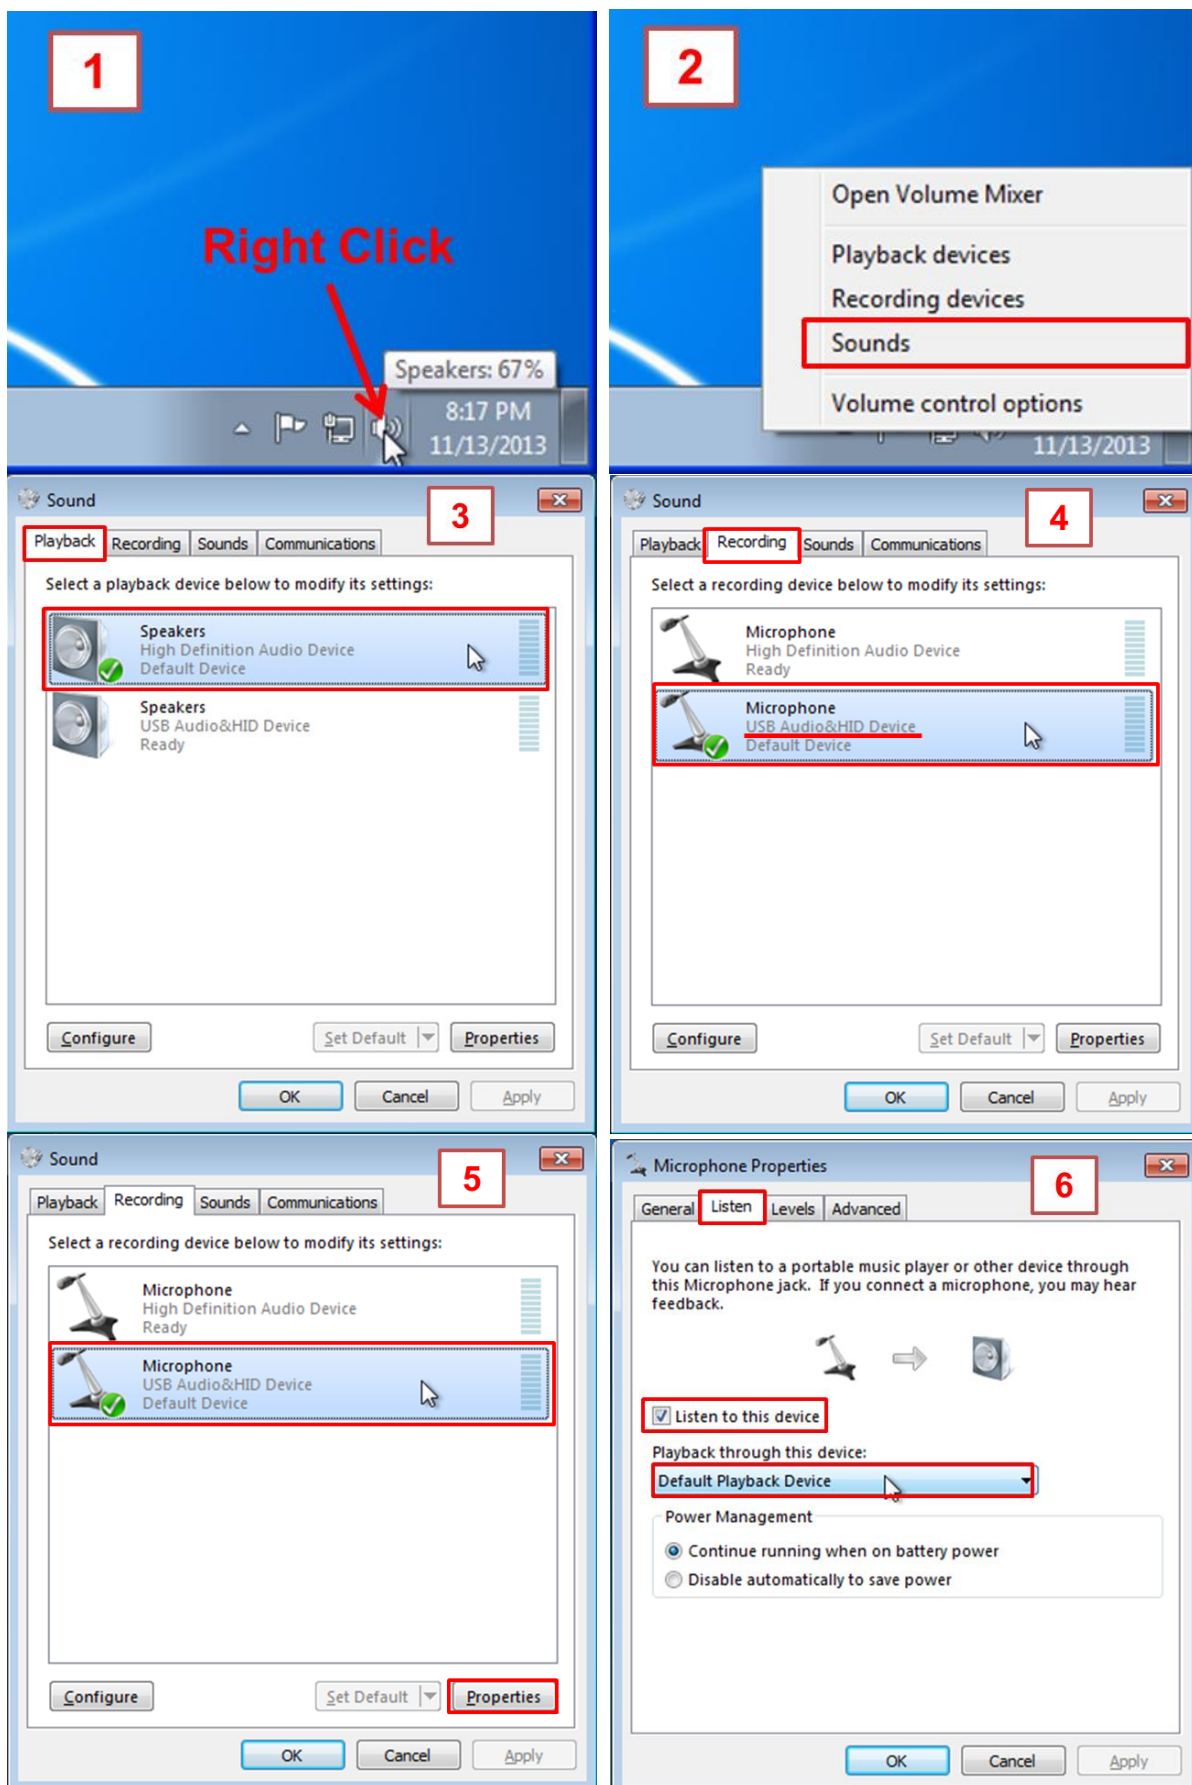 1
Right Click
Speakers: 67%
8:17 PM
11/13/2013
2
Open Volume Mixer
Playback devices
Recording devices
Sounds
Volume control options
11/13/2013
Sound
3
Playback Recording Sounds Communications
Select a playback device below to modify its settings:
Speakers
High Definition Audio Device
Default Device
Speakers
USB Audio&HID Device
Ready
Configure Set Default Properties
OK Cancel Apply
Sound
4
Playback Recording Sounds Communications
Select a recording device below to modify its settings:
Microphone
High Definition Audio Device
Ready
Microphone
USB Audio&HID Device
Default Device
Configure Set Default Properties
OK Cancel Apply
Sound
5
Playback Recording Sounds Communications
Select a recording device below to modify its settings:
Microphone
High Definition Audio Device
Ready
Microphone
USB Audio&HID Device
Default Device
Configure Set Default Properties
OK Cancel Apply
Microphone Properties
6
General Listen Levels Advanced
You can listen to a portable music player or other device through
this Microphone jack. If you connect a microphone, you may hear
feedback.
Listen to this device
Playback through this device:
Default Playback Device
Power Management
Continue running when on battery power
Disable automatically to save power
OK Cancel Apply